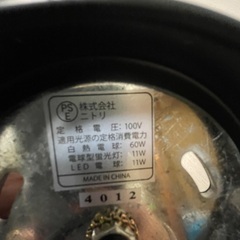 PS
E
株式会社
ニトリ
定格電圧:100V
適用光源の定格消費電力
白熱電球:60W
電球型蛍光灯:11W
LED電球:11W
MADE IN CHINA
4012